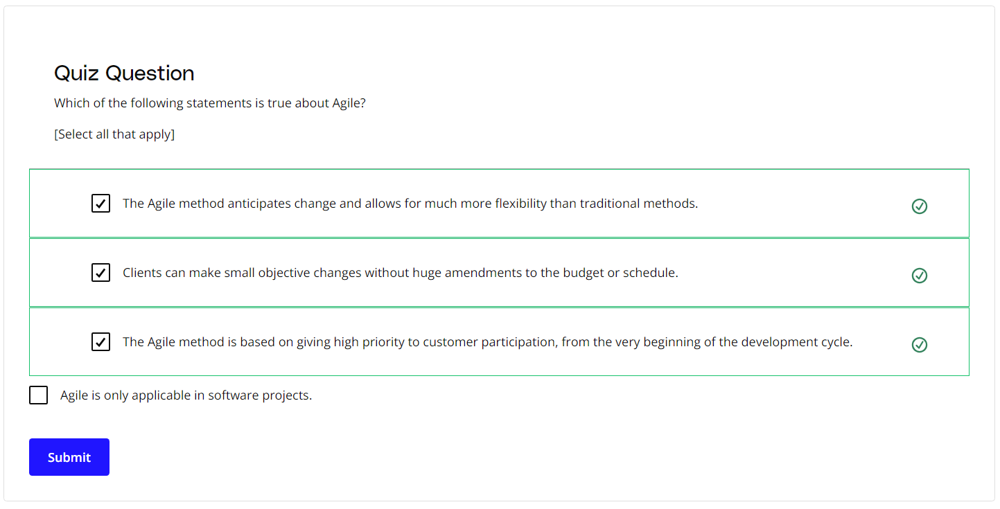 Quiz Question
Which of the following statements is true about Agile?
[Select all that apply]
The Agile method anticipates change and allows for much more flexibility than traditional methods.
Clients can make small objective changes without huge amendments to the budget or schedule.
The Agile method is based on giving high priority to customer participation, from the very beginning of the development cycle.
Agile is only applicable in software projects.
Submit